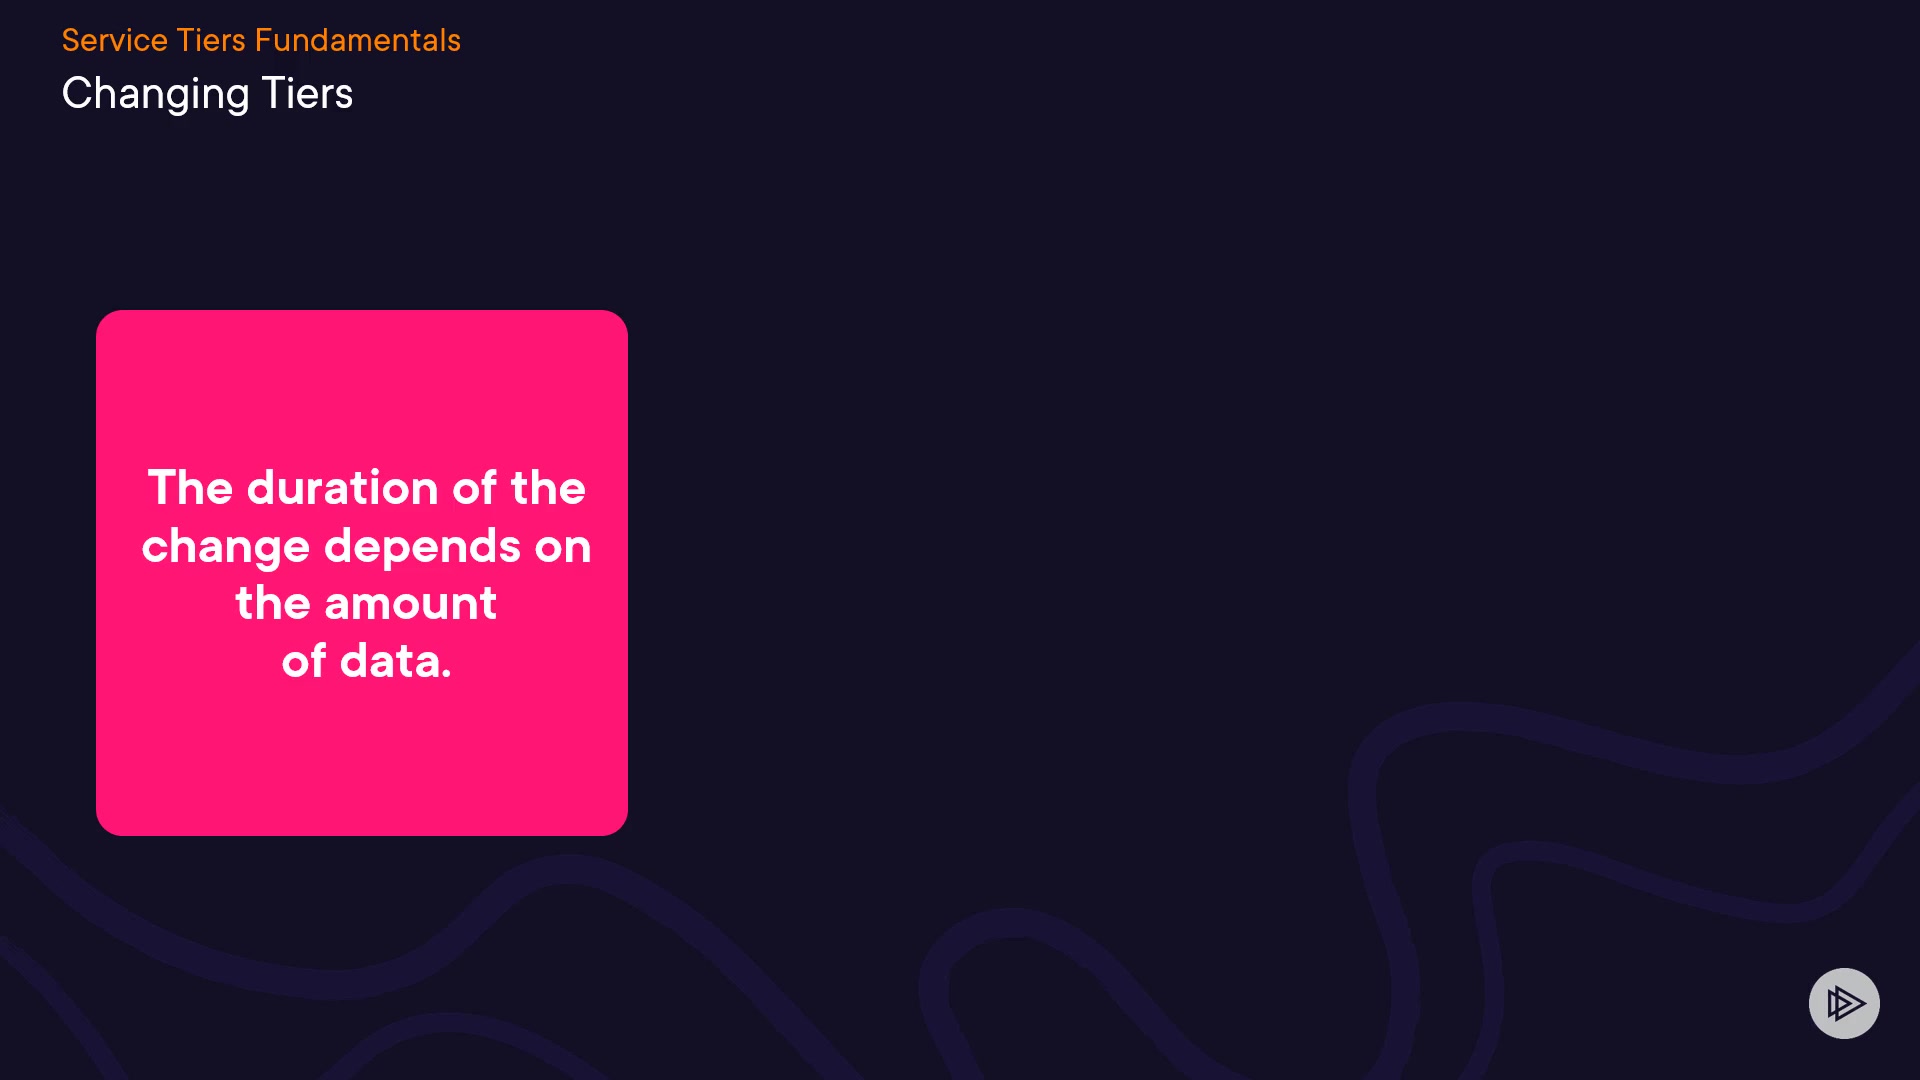 Service Tiers Fundamentals
Changing Tiers
The duration of the
change depends on
the amount
of data.